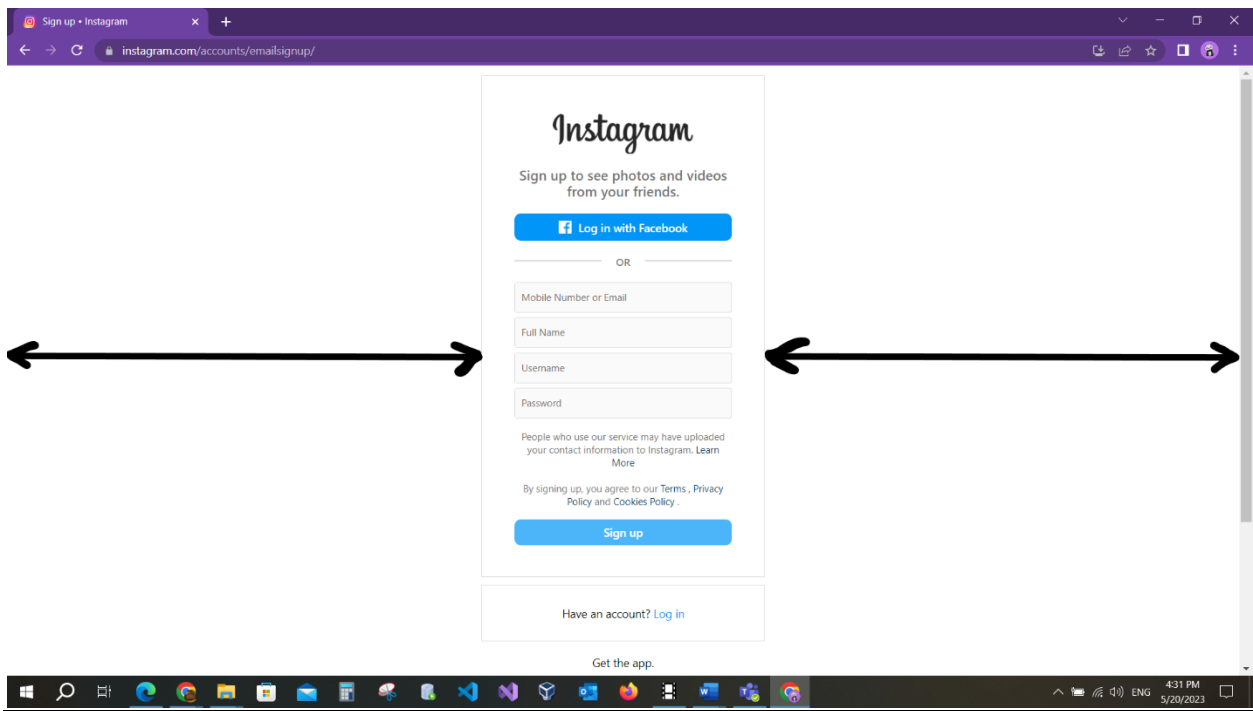 Sign up • Instagram
instagram.com/accounts/emailsignup/
Instagram
Sign up to see photos and videos
from your friends.
Log in with Facebook
OR
Mobile Number or Email
Full Name
Username
Password
People who use our service may have uploaded
your contact information to Instagram. Learn
More
By signing up, you agree to our Terms , Privacy
Policy and Cookies Policy .
Sign up
Have an account? Log in
Get the app.
ENG
4:31 PM
5/20/2023